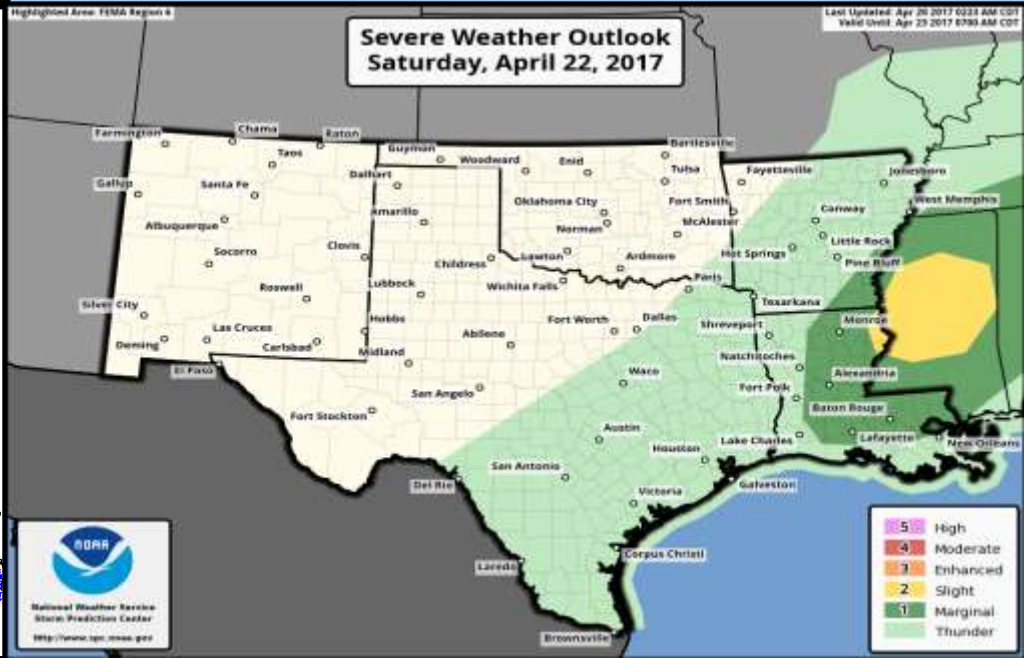 Highlighted Area: FEMA Region 6
Last Updated: Apr 20 2017 0223 AM CDT
Valid Until: Apr 23 2017 0700 AM CDT
Severe Weather Outlook
Saturday, April 22, 2017
Farmington
Chama
Raton
Taos
Guymon
Woodward
Enid
Bartlesville
Tulsa
Fayetteville
Jonesboro
Gallup
Santa Fe
Dalhart
Oklahoma City
Fort Smith
Conway
West Memphis
Albuquerque
Amarillo
Norman
McAlester
Little Rock
Socorro
Clovis
Childress
Lawton
Ardmore
Hot Springs
Pine Bluff
Roswell
Lubbock
Wichita Falls
Paris
Texarkana
Silver City
Las Cruces
Hobbs
Abilene
Fort Worth
Dallas
Shreveport
Monroe
Deming
Carlsbad
Midland
Natchitoches
El Paso
San Angelo
Waco
Fort Polk
Alexandria
Fort Stockton
Austin
Baton Rouge
Houston
Lake Charles
Lafayette
New Orleans
Del Rio
San Antonio
Victoria
Galveston
Laredo
Corpus Christi
Brownsville
NOAA
National Weather Service
Storm Prediction Center
http://www.spc.noaa.gov
5 High
4 Moderate
3 Enhanced
2 Slight
1 Marginal
Thunder